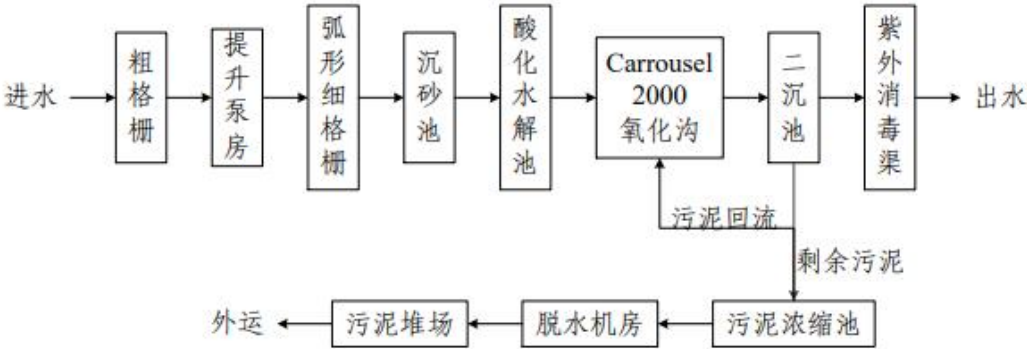 进水
粗格栅
提升泵房
弧形细格栅
沉砂池
酸化水解池
Carrousel
2000
氧化沟
二沉池
紫外消毒渠
出水
污泥回流
剩余污泥
外运
污泥堆场
脱水机房
污泥浓缩池